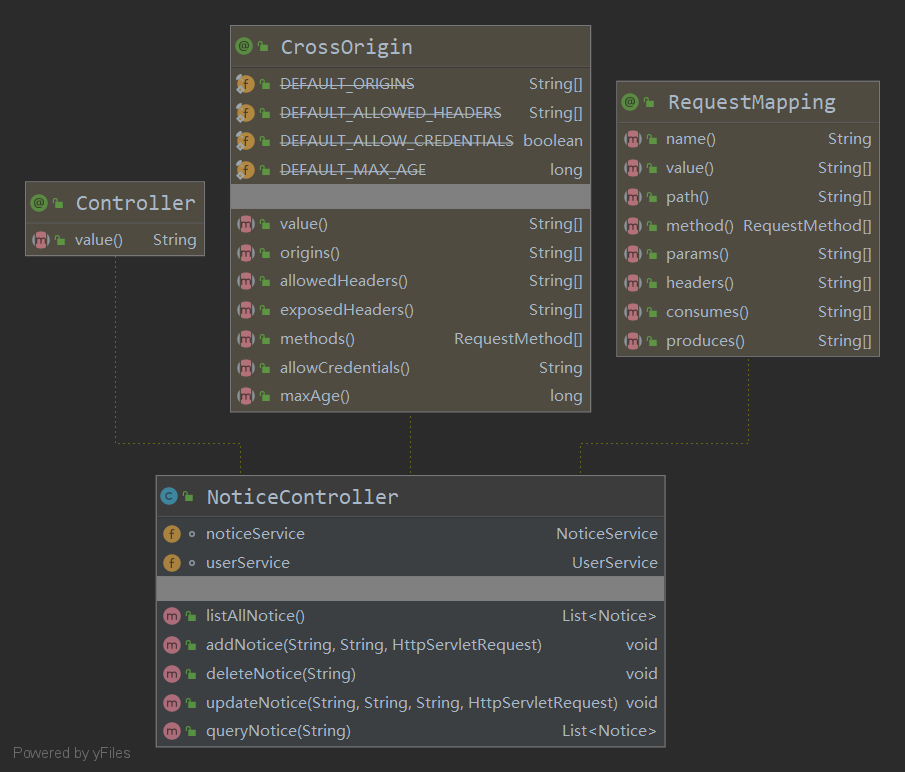 CrossOrigin
DEFAULT_ORIGINS String[]
DEFAULT_ALLOWED_HEADERS String[]
DEFAULT_ALLOW_CREDENTIALS boolean
DEFAULT_MAX_AGE long
value() String[]
origins() String[]
allowedHeaders() String[]
exposedHeaders() String[]
methods() RequestMethod[]
allowCredentials() String
maxAge() long
RequestMapping
name() String
value() String[]
path() String[]
method() RequestMethod[]
params() String[]
headers() String[]
consumes() String[]
produces() String[]
Controller
value() String
NoticeController
noticeService NoticeService
userService UserService
listAllNotice() List<Notice>
addNotice(String, String, HttpServletRequest) void
deleteNotice(String) void
updateNotice(String, String, String, HttpServletRequest) void
queryNotice(String) List<Notice>
Powered by yFiles